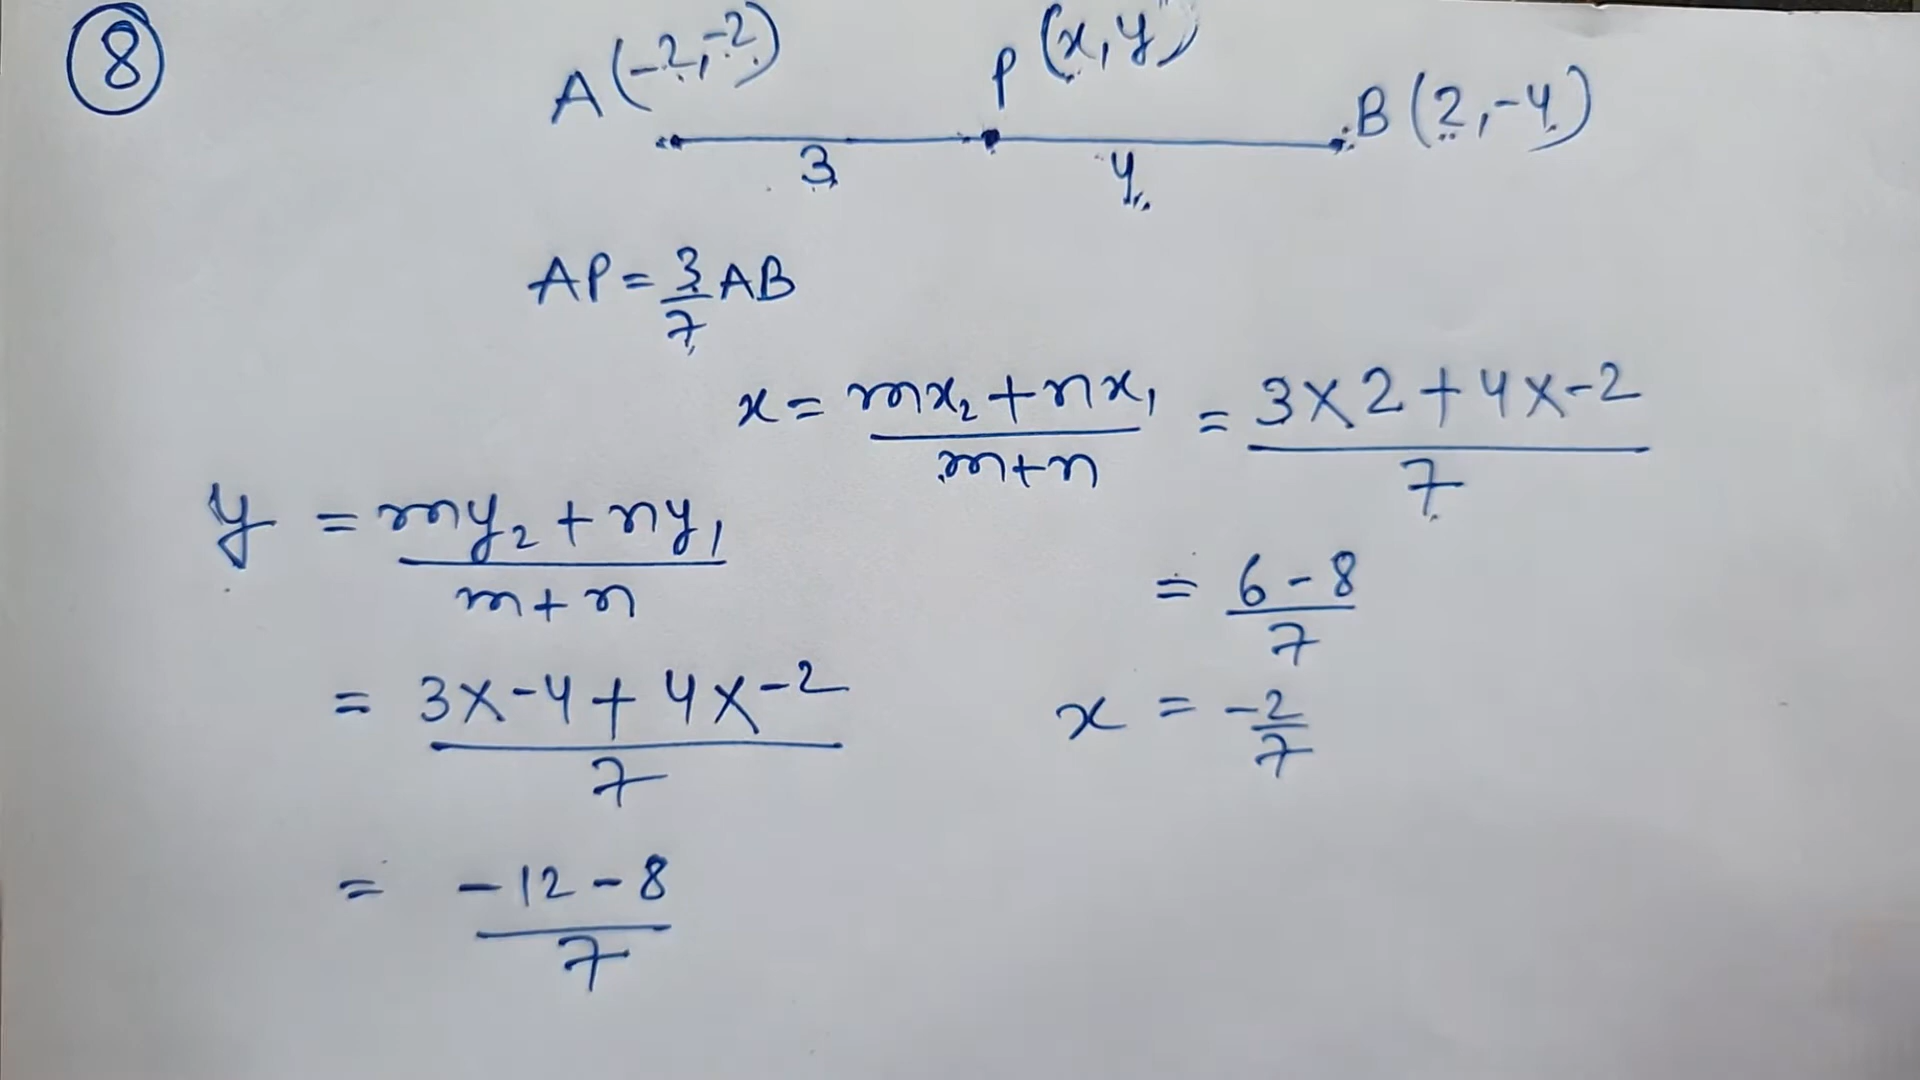 8
A(-2,-2) P(x,y) B(2,-4)
3 4
AP = 3/7 AB
x = mx₂+nx₁ / m+n = 3×2+4×-2 / 7
= 6-8 / 7
x = -2/7
y = my₂+ny₁ / m+n
= 3×-4+4×-2 / 7
= -12-8 / 7